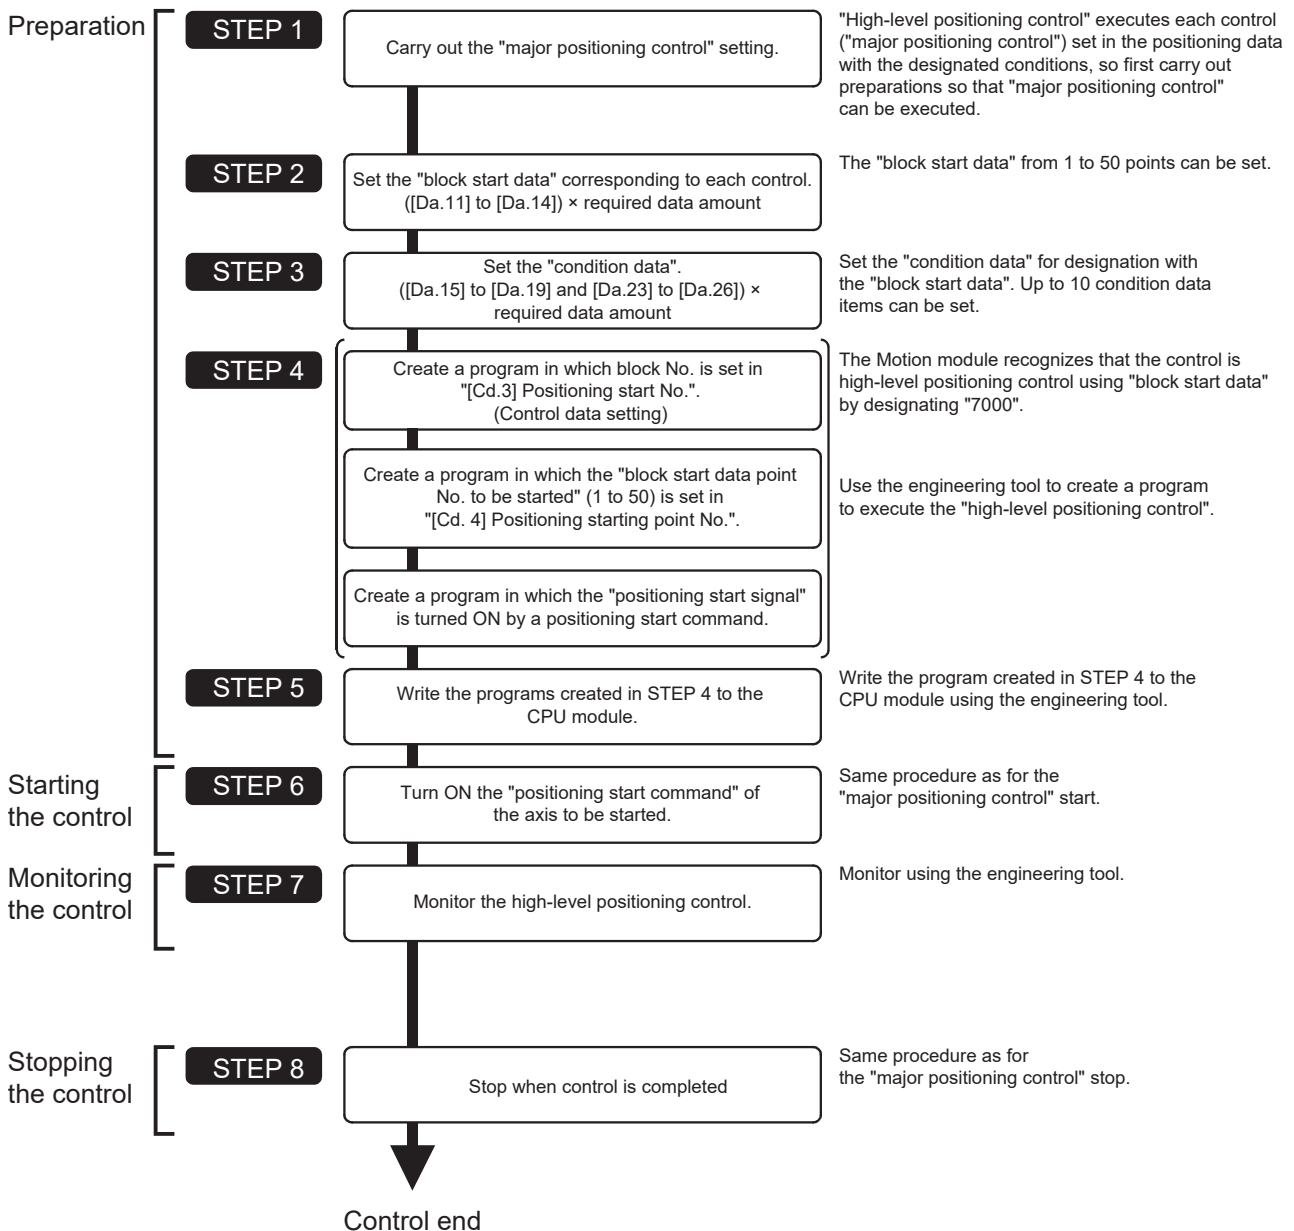 Preparation
STEP 1
Carry out the "major positioning control" setting.
"High-level positioning control" executes each control
("major positioning control") set in the positioning data
with the designated conditions, so first carry out
preparations so that "major positioning control"
can be executed.
STEP 2
Set the "block start data" corresponding to each control.
([Da.11] to [Da.14]) × required data amount
The "block start data" from 1 to 50 points can be set.
STEP 3
Set the "condition data".
([Da.15] to [Da.19] and [Da.23] to [Da.26]) ×
required data amount
Set the "condition data" for designation with
the "block start data". Up to 10 condition data
items can be set.
STEP 4
Create a program in which block No. is set in
"[Cd.3] Positioning start No.".
(Control data setting)
The Motion module recognizes that the control is
high-level positioning control using "block start data"
by designating "7000".
Create a program in which the "block start data point
No. to be started" (1 to 50) is set in
"[Cd. 4] Positioning starting point No.".
Use the engineering tool to create a program
to execute the "high-level positioning control".
Create a program in which the "positioning start signal"
is turned ON by a positioning start command.
STEP 5
Write the programs created in STEP 4 to the
CPU module.
Write the program created in STEP 4 to the
CPU module using the engineering tool.
Starting
the control
STEP 6
Turn ON the "positioning start command" of
the axis to be started.
Same procedure as for the
"major positioning control" start.
Monitoring
the control
STEP 7
Monitor the high-level positioning control.
Monitor using the engineering tool.
Stopping
the control
STEP 8
Stop when control is completed
Same procedure as for
the "major positioning control" stop.
Control end